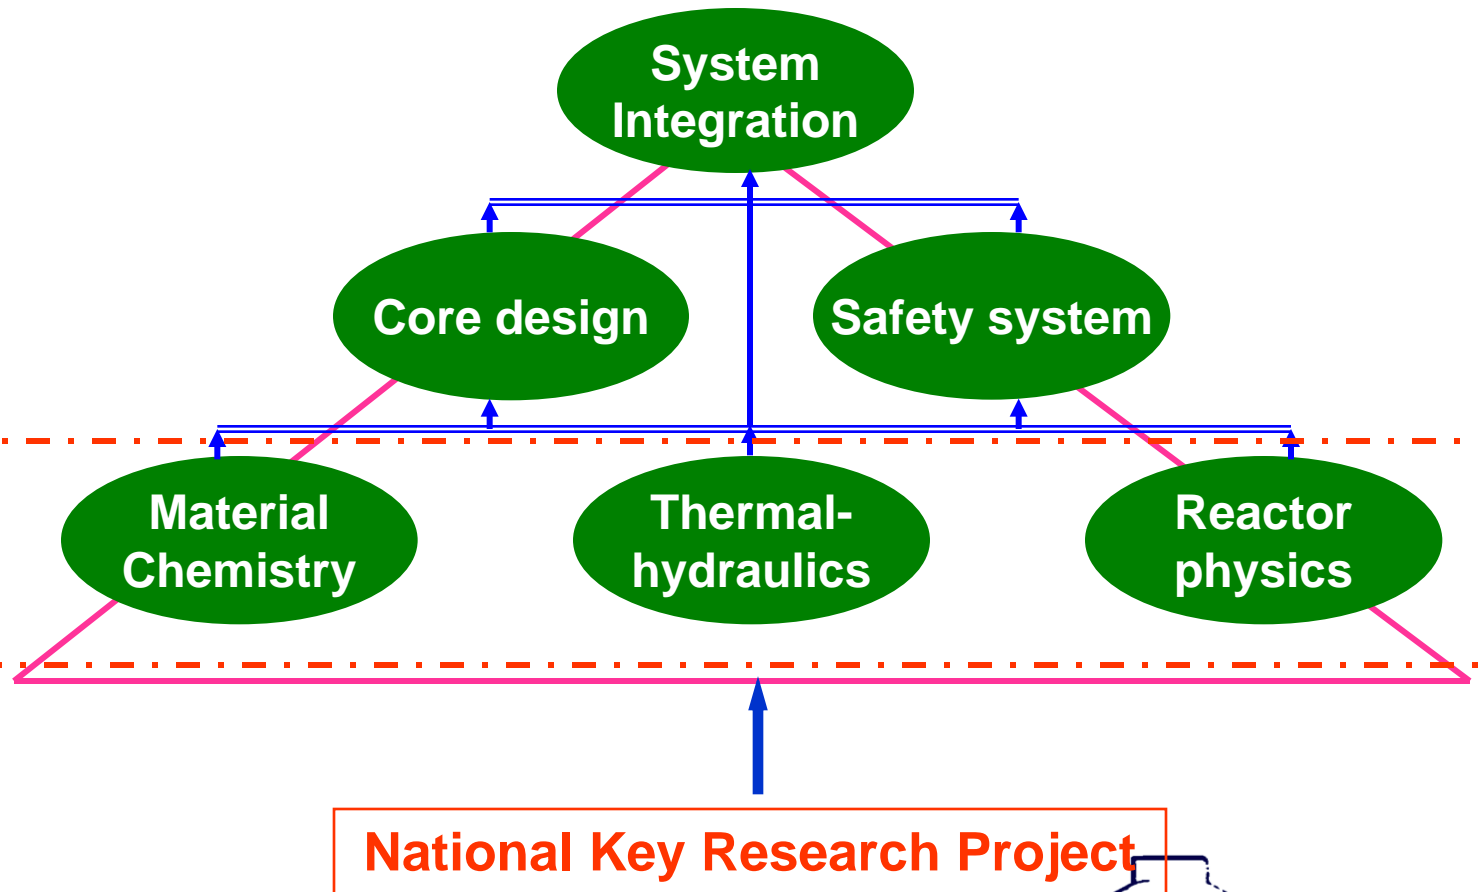 System
Integration
Core design
Safety system
Material
Chemistry
Thermal-
hydraulics
Reactor
physics
National Key Research Project